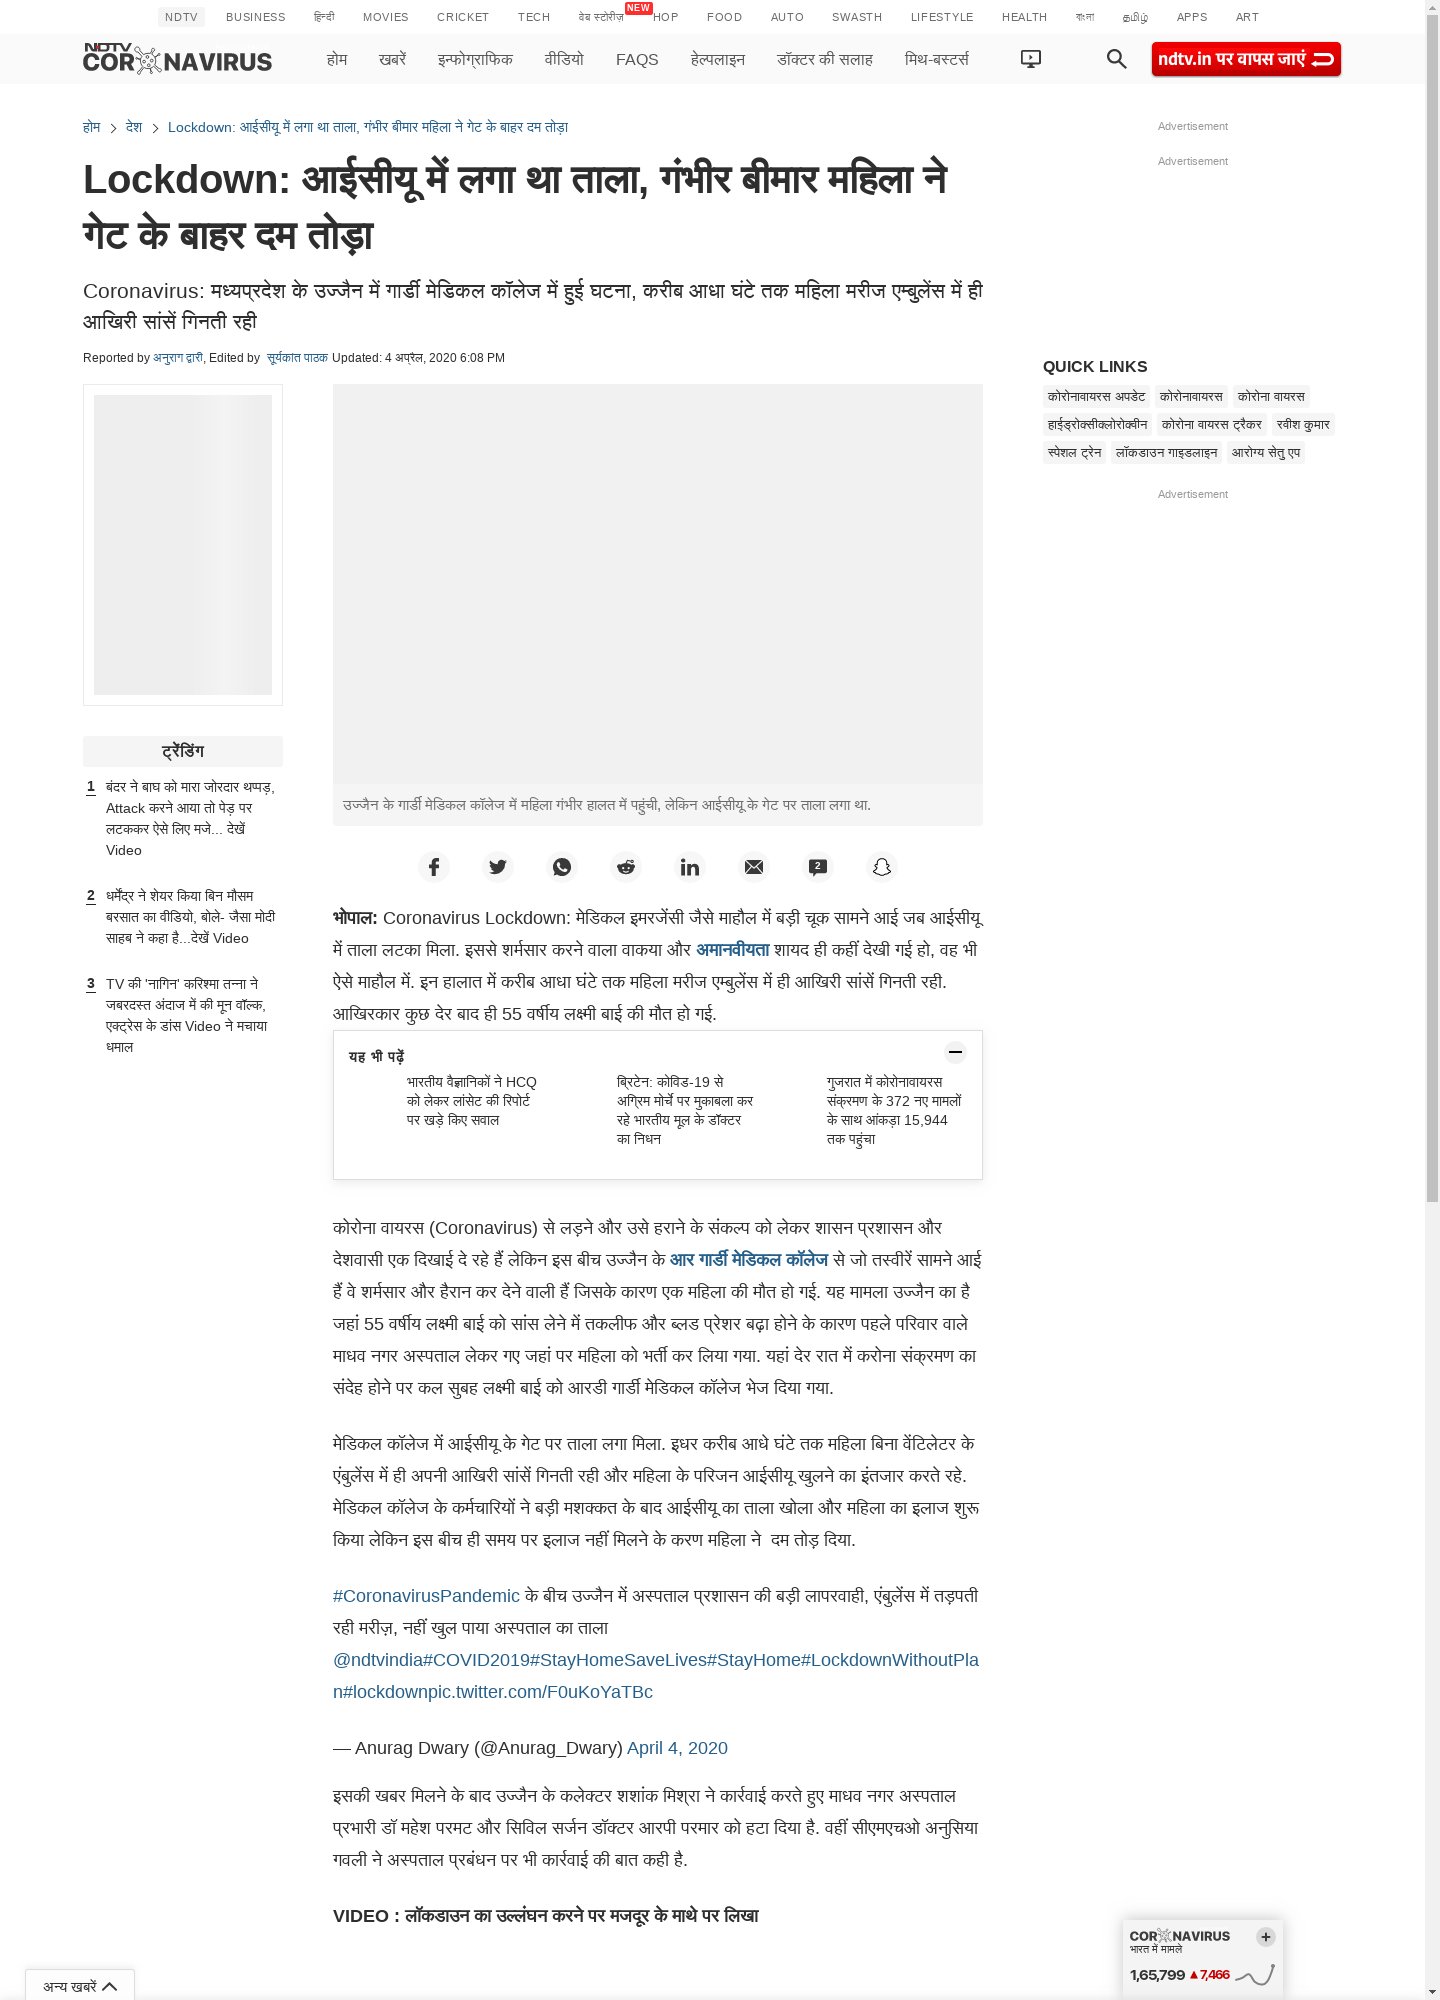 NDTV BUSINESS हिन्दी MOVIES CRICKET TECH वेब स्टोरीज़ NEW HOP FOOD AUTO SWASTH LIFESTYLE HEALTH বাংলা தமிழ் APPS ART
NDTV
CORONAVIRUS होम खबरें इन्फोग्राफिक वीडियो FAQS हेल्पलाइन डॉक्टर की सलाह मिथ-बस्टर्स ndtv.in पर वापस जाएं
होम > देश > Lockdown: आईसीयू में लगा था ताला, गंभीर बीमार महिला ने गेट के बाहर दम तोड़ा
Lockdown: आईसीयू में लगा था ताला, गंभीर बीमार महिला ने
गेट के बाहर दम तोड़ा
Coronavirus: मध्यप्रदेश के उज्जैन में गार्डी मेडिकल कॉलेज में हुई घटना, करीब आधा घंटे तक महिला मरीज एम्बुलेंस में ही
आखिरी सांसें गिनती रही
Reported by अनुराग द्वारी, Edited by सूर्यकांत पाठक Updated: 4 अप्रैल, 2020 6:08 PM
उज्जैन के गार्डी मेडिकल कॉलेज में महिला गंभीर हालत में पहुंची, लेकिन आईसीयू के गेट पर ताला लगा था.
2
ट्रेंडिंग
1 बंदर ने बाघ को मारा जोरदार थप्पड़,
Attack करने आया तो पेड़ पर
लटककर ऐसे लिए मजे... देखें
Video
2 धर्मेंद्र ने शेयर किया बिन मौसम
बरसात का वीडियो, बोले- जैसा मोदी
साहब ने कहा है...देखें Video
3 TV की 'नागिन' करिश्मा तन्ना ने
जबरदस्त अंदाज में की मून वॉल्क,
एक्ट्रेस के डांस Video ने मचाया
धमाल
भोपाल: Coronavirus Lockdown: मेडिकल इमरजेंसी जैसे माहौल में बड़ी चूक सामने आई जब आईसीयू
में ताला लटका मिला. इससे शर्मसार करने वाला वाकया और अमानवीयता शायद ही कहीं देखी गई हो, वह भी
ऐसे माहौल में. इन हालात में करीब आधा घंटे तक महिला मरीज एम्बुलेंस में ही आखिरी सांसें गिनती रही.
आखिरकार कुछ देर बाद ही 55 वर्षीय लक्ष्मी बाई की मौत हो गई.
यह भी पढ़ें
भारतीय वैज्ञानिकों ने HCQ
को लेकर लांसेट की रिपोर्ट
पर खड़े किए सवाल
ब्रिटेन: कोविड-19 से
अग्रिम मोर्चे पर मुकाबला कर
रहे भारतीय मूल के डॉक्टर
का निधन
गुजरात में कोरोनावायरस
संक्रमण के 372 नए मामलों
के साथ आंकड़ा 15,944
तक पहुंचा
कोरोना वायरस (Coronavirus) से लड़ने और उसे हराने के संकल्प को लेकर शासन प्रशासन और
देशवासी एक दिखाई दे रहे हैं लेकिन इस बीच उज्जैन के आर गार्डी मेडिकल कॉलेज से जो तस्वीरें सामने आई
हैं वे शर्मसार और हैरान कर देने वाली हैं जिसके कारण एक महिला की मौत हो गई. यह मामला उज्जैन का है
जहां 55 वर्षीय लक्ष्मी बाई को सांस लेने में तकलीफ और ब्लड प्रेशर बढ़ा होने के कारण पहले परिवार वाले
माधव नगर अस्पताल लेकर गए जहां पर महिला को भर्ती कर लिया गया. यहां देर रात में करोना संक्रमण का
संदेह होने पर कल सुबह लक्ष्मी बाई को आरडी गार्डी मेडिकल कॉलेज भेज दिया गया.
मेडिकल कॉलेज में आईसीयू के गेट पर ताला लगा मिला. इधर करीब आधे घंटे तक महिला बिना वेंटिलेटर के
एंबुलेंस में ही अपनी आखिरी सांसें गिनती रही और महिला के परिजन आईसीयू खुलने का इंतजार करते रहे.
मेडिकल कॉलेज के कर्मचारियों ने बड़ी मशक्कत के बाद आईसीयू का ताला खोला और महिला का इलाज शुरू
किया लेकिन इस बीच ही समय पर इलाज नहीं मिलने के करण महिला ने दम तोड़ दिया.
#CoronavirusPandemic के बीच उज्जैन में अस्पताल प्रशासन की बड़ी लापरवाही, एंबुलेंस में तड़पती
रही मरीज़, नहीं खुल पाया अस्पताल का ताला
@ndtvindia#COVID2019#StayHomeSaveLives#StayHome#LockdownWithoutPla
n#lockdownpic.twitter.com/F0uKoYaTBc
— Anurag Dwary (@Anurag_Dwary) April 4, 2020
इसकी खबर मिलने के बाद उज्जैन के कलेक्टर शशांक मिश्रा ने कार्रवाई करते हुए माधव नगर अस्पताल
प्रभारी डॉ महेश परमट और सिविल सर्जन डॉक्टर आरपी परमार को हटा दिया है. वहीं सीएमएचओ अनुसिया
गवली ने अस्पताल प्रबंधन पर भी कार्रवाई की बात कही है.
VIDEO : लॉकडाउन का उल्लंघन करने पर मजदूर के माथे पर लिखा
Advertisement
Advertisement
QUICK LINKS
कोरोनावायरस अपडेट कोरोनावायरस कोरोना वायरस
हाईड्रोक्सीक्लोरोक्वीन कोरोना वायरस ट्रैकर रवीश कुमार
स्पेशल ट्रेन लॉकडाउन गाइडलाइन आरोग्य सेतु एप
Advertisement
CORONAVIRUS +
भारत में मामले
1,65,799 ▲7,466
अन्य खबरें